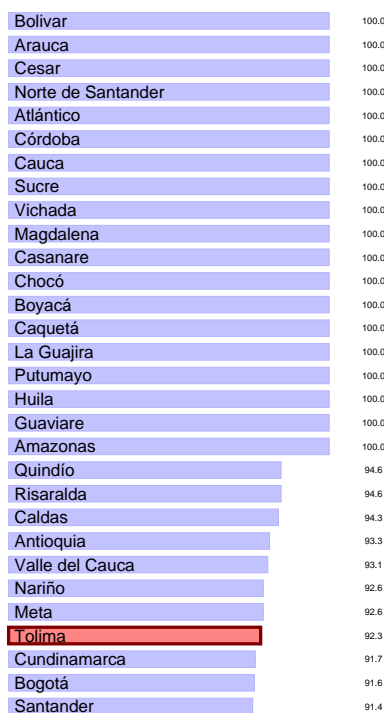 Bolivar 100.0
Arauca 100.0
Cesar 100.0
Norte de Santander 100.0
Atlántico 100.0
Córdoba 100.0
Cauca 100.0
Sucre 100.0
Vichada 100.0
Magdalena 100.0
Casanare 100.0
Chocó 100.0
Boyacá 100.0
Caquetá 100.0
La Guajira 100.0
Putumayo 100.0
Huila 100.0
Guaviare 100.0
Amazonas 100.0
Quindío 94.6
Risaralda 94.6
Caldas 94.3
Antioquia 93.3
Valle del Cauca 93.1
Nariño 92.6
Meta 92.6
Tolima 92.3
Cundinamarca 91.7
Bogotá 91.6
Santander 91.4